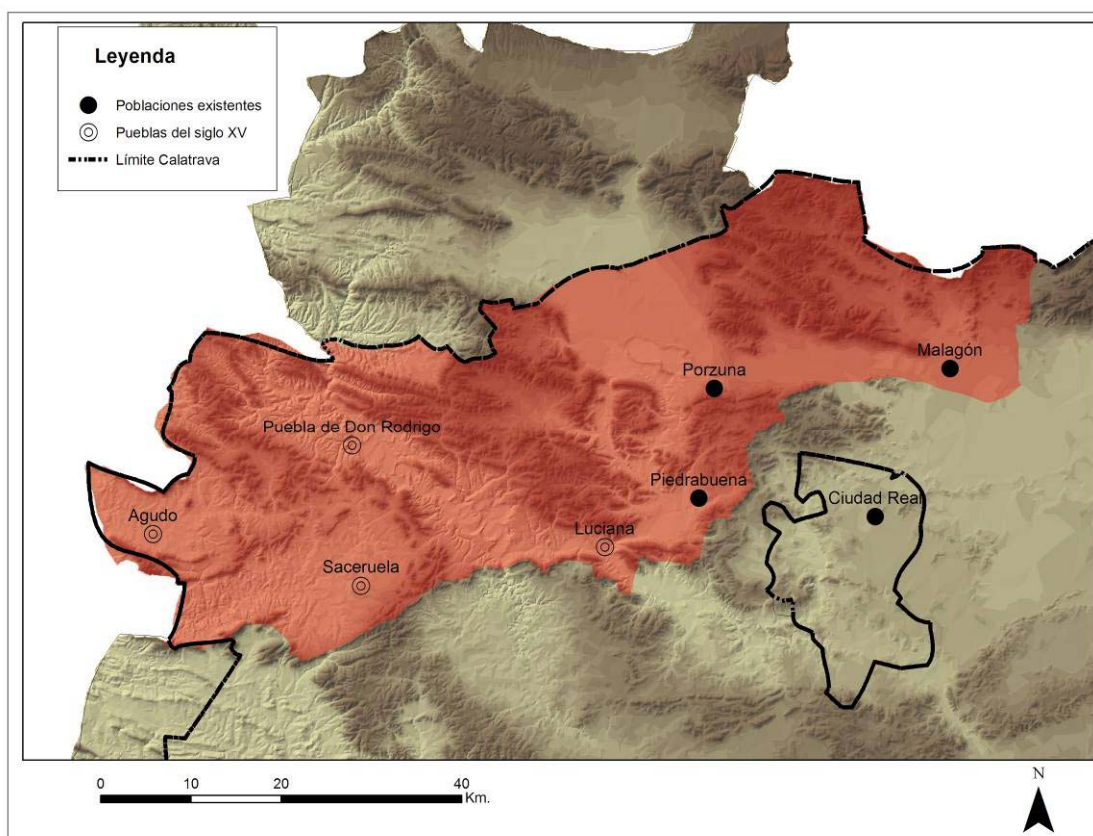 Leyenda
Poblaciones existentes
Pueblas del siglo XV
Límite Calatrava
Malagón
Porzuna
Puebla de Don Rodrigo
Piedrabuena
Ciudad Real
Agudo
Luciana
Saceruela
0 10 20 40
Km.
N